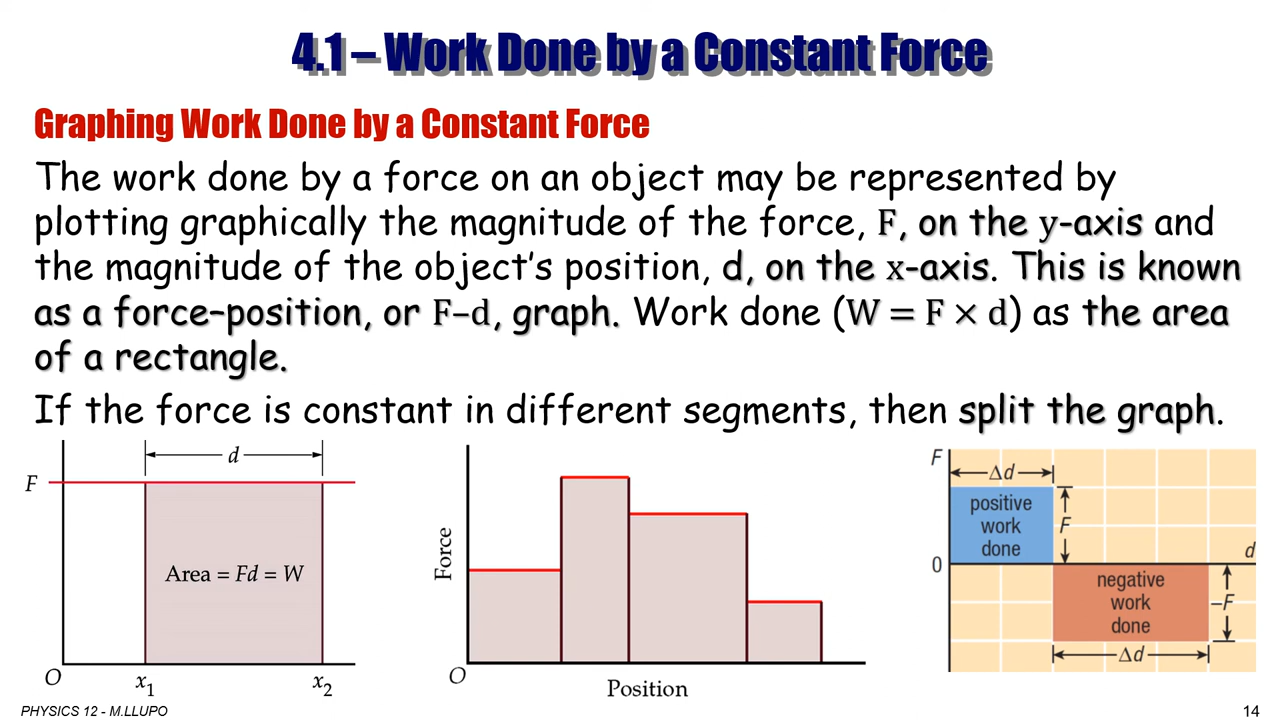 4.1 – Work Done by a Constant Force
Graphing Work Done by a Constant Force
The work done by a force on an object may be represented by
plotting graphically the magnitude of the force, F, on the y-axis and
the magnitude of the object's position, d, on the x-axis. This is known
as a force–position, or F–d, graph. Work done (W = F × d) as the area
of a rectangle.
If the force is constant in different segments, then split the graph.
d
F
Area = Fd = W
O
x₁
x₂
Force
O
Position
F
Δd
positive
work
done
F
0
d
negative
work
done
–F
Δd
PHYSICS 12 - M.LLUPO
14